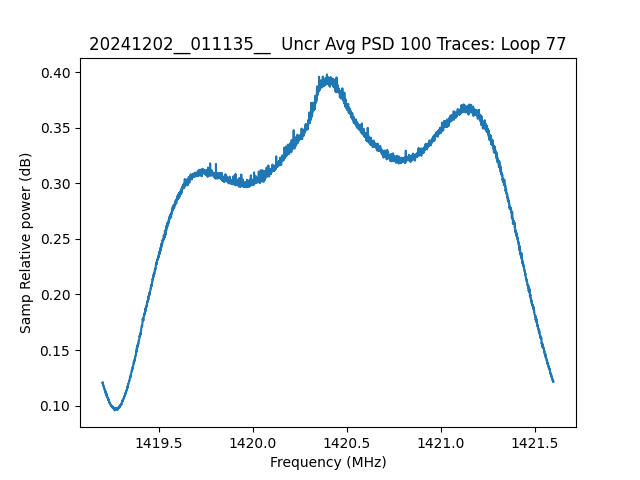 20241202__011135__  Uncr Avg PSD 100 Traces: Loop 77
0.40
0.35
0.30
0.25
0.20
0.15
0.10
Samp Relative power (dB)
1419.5 1420.0 1420.5 1421.0 1421.5
Frequency (MHz)